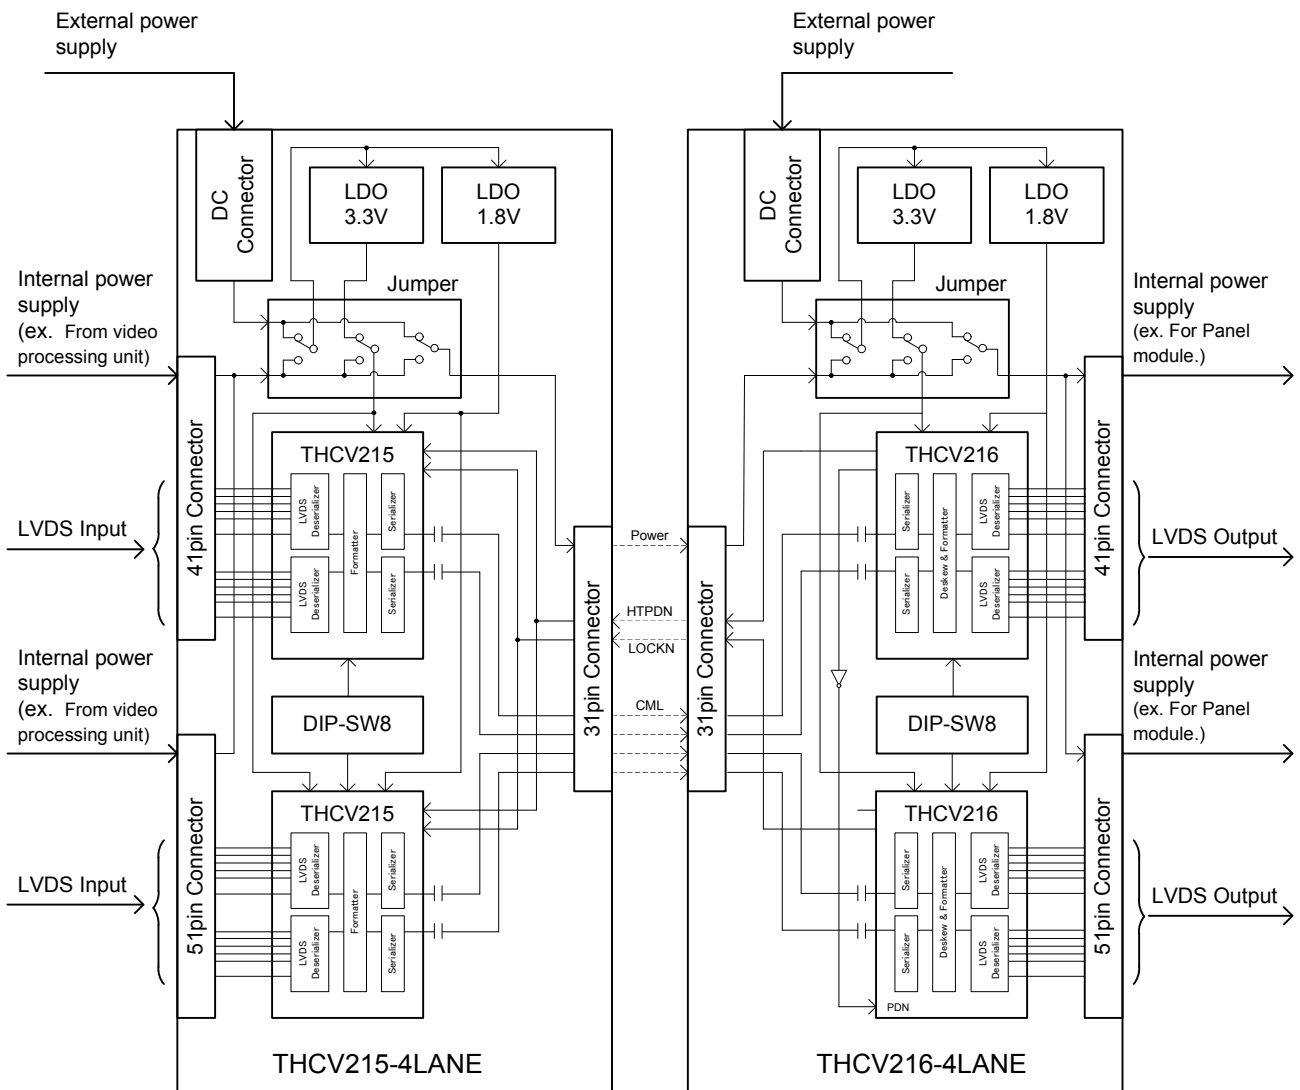 External power
supply
External power
supply
DC
Connector
LDO
3.3V
LDO
1.8V
DC
Connector
LDO
3.3V
LDO
1.8V
Internal power
supply
(ex. From video
processing unit)
Jumper
Jumper
Internal power
supply
(ex. For Panel
module.)
41pin Connector
THCV215
LVDS
Deserializer
LVDS
Deserializer
Formatter
Serializer
Serializer
LVDS Input
THCV216
Serializer
Serializer
Deskew & Formatter
LVDS
Deserializer
LVDS
Deserializer
41pin Connector
LVDS Output
31pin Connector
Power
HTPDN
LOCKN
CML
31pin Connector
Internal power
supply
(ex. From video
processing unit)
DIP-SW8
DIP-SW8
Internal power
supply
(ex. For Panel
module.)
51pin Connector
THCV215
LVDS
Deserializer
LVDS
Deserializer
Formatter
Serializer
Serializer
LVDS Input
THCV216
Serializer
Serializer
Deskew & Formatter
LVDS
Deserializer
LVDS
Deserializer
PDN
51pin Connector
LVDS Output
THCV215-4LANE
THCV216-4LANE